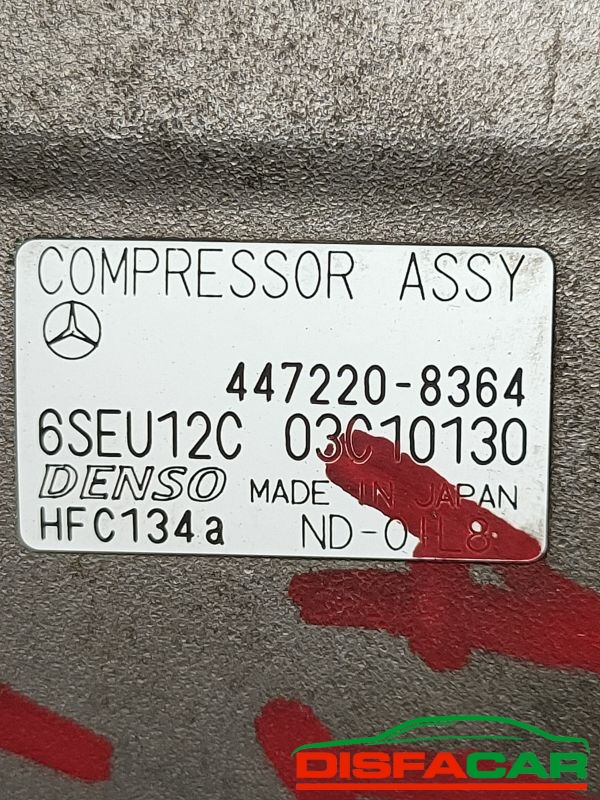 COMPRESSOR ASSY
447220-8364
6SEU12C 03C10130
DENSO MADE IN JAPAN
HFC134a ND-OIL8
DISFACAR